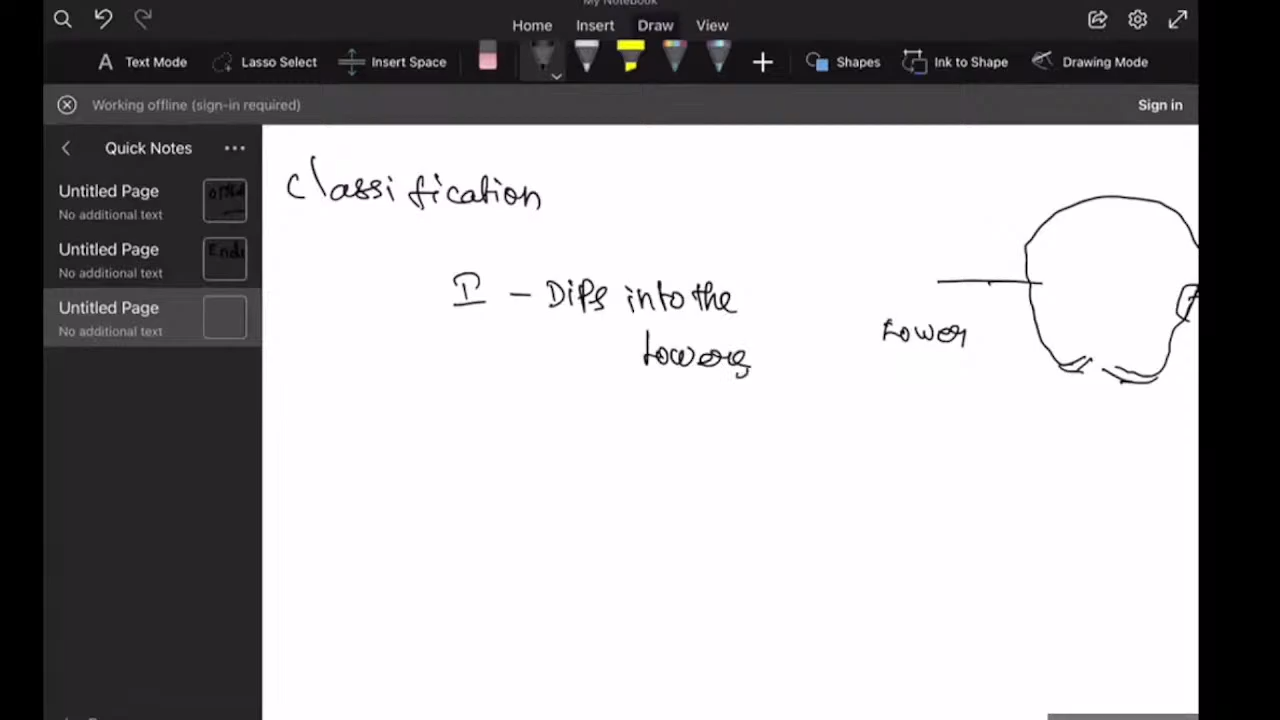 My Notebook
Home Insert Draw View
Text Mode Lasso Select Insert Space Shapes Ink to Shape Drawing Mode
Working offline (sign-in required) Sign in
Quick Notes
Untitled Page
No additional text
Untitled Page
No additional text
Untitled Page
No additional text
Classification
I - Dips into the
Lower